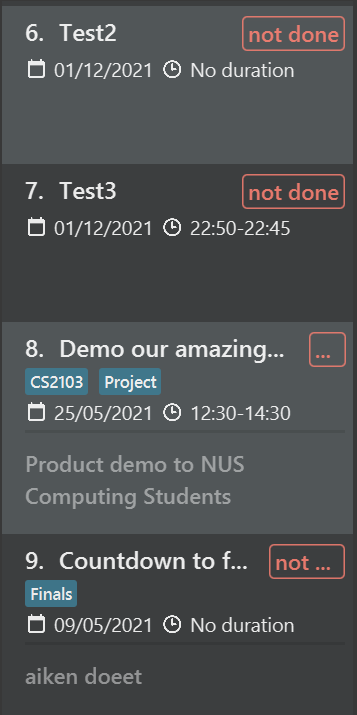 6. Test2 not done
01/12/2021 No duration
7. Test3 not done
01/12/2021 22:50-22:45
8. Demo our amazing... ...
CS2103 Project
25/05/2021 12:30-14:30
Product demo to NUS
Computing Students
9. Countdown to f... not ...
Finals
09/05/2021 No duration
aiken doeet